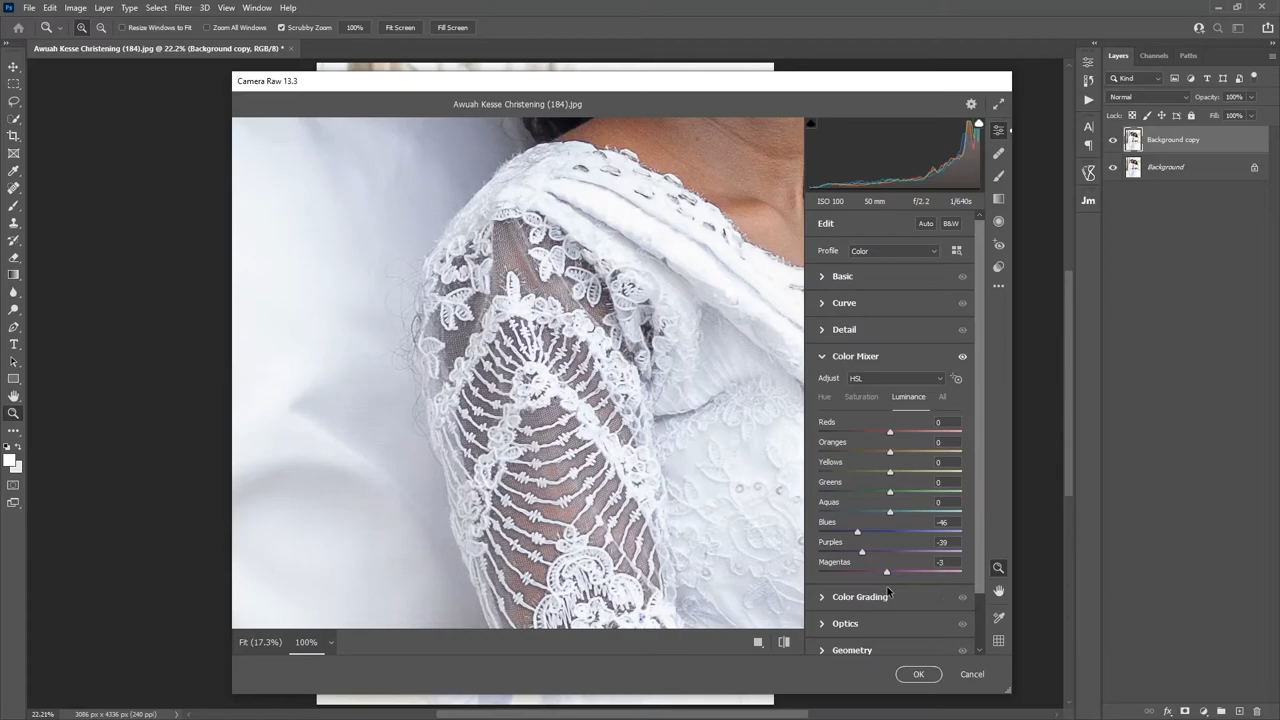 Ps File Edit Image Layer Type Select Filter 3D View Window Help
Resize Windows to Fit Zoom All Windows Scrubby Zoom 100% Fit Screen Fill Screen
Awuah Kesse Christening (184).jpg @ 22.2% (Background copy, RGB/8) *
Layers Channels Paths
Camera Raw 13.3
Kind
Normal Opacity: 100%
Awuah Kesse Christening (184).jpg
Lock: Fill: 100%
Background copy
Background
Jm
ISO 100 50 mm f/2.2 1/640s
Edit Auto B&W
Profile Color
Basic
Curve
Detail
Color Mixer
Adjust HSL
Hue Saturation Luminance All
Reds 0
Oranges 0
Yellows 0
Greens 0
Aquas 0
Blues -46
Purples -39
Magentas -3
Color Grading
Optics
Geometry
Fit (17.3%) 100%
OK Cancel
22.21% 3086 px x 4336 px (240 ppi)